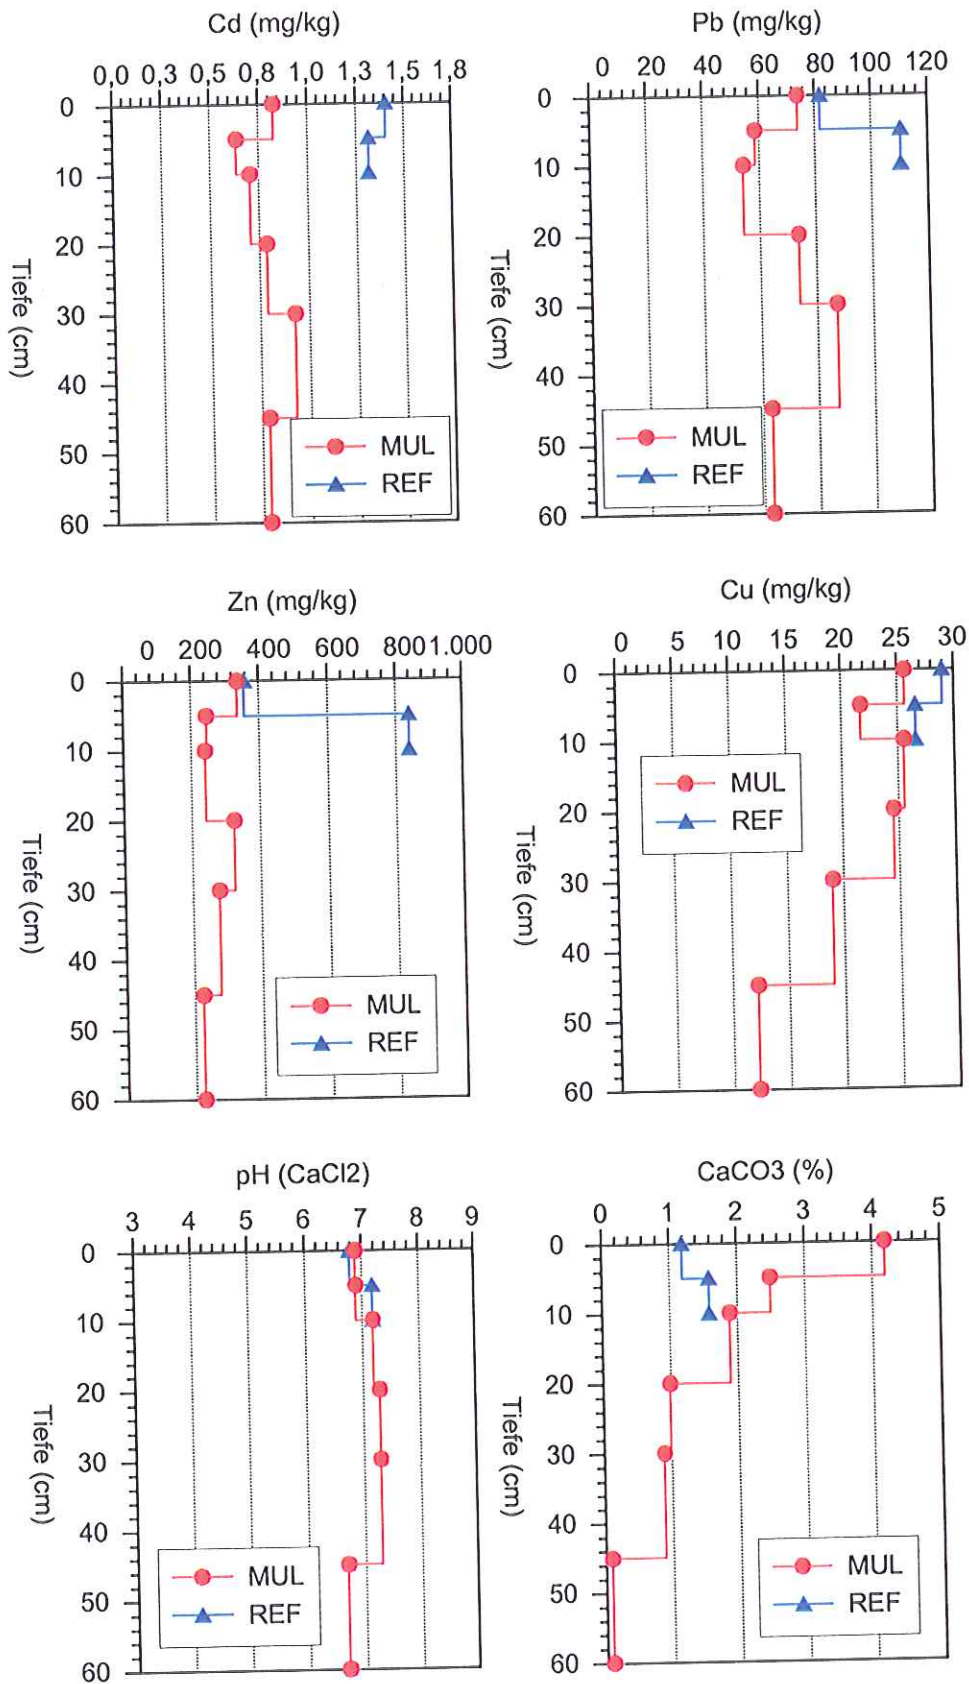 Cd (mg/kg)
0,0 0,3 0,5 0,8 1,0 1,3 1,5 1,8
0
10
20
30
40
50
60
Tiefe (cm)
MUL
REF
Pb (mg/kg)
0 20 40 60 80 100 120
0
10
20
30
40
50
60
Tiefe (cm)
MUL
REF
Zn (mg/kg)
0 200 400 600 800 1.000
0
10
20
30
40
50
60
Tiefe (cm)
MUL
REF
Cu (mg/kg)
0 5 10 15 20 25 30
0
10
20
30
40
50
60
Tiefe (cm)
MUL
REF
pH (CaCl2)
3 4 5 6 7 8 9
0
10
20
30
40
50
60
Tiefe (cm)
MUL
REF
CaCO3 (%)
0 1 2 3 4 5
0
10
20
30
40
50
60
Tiefe (cm)
MUL
REF